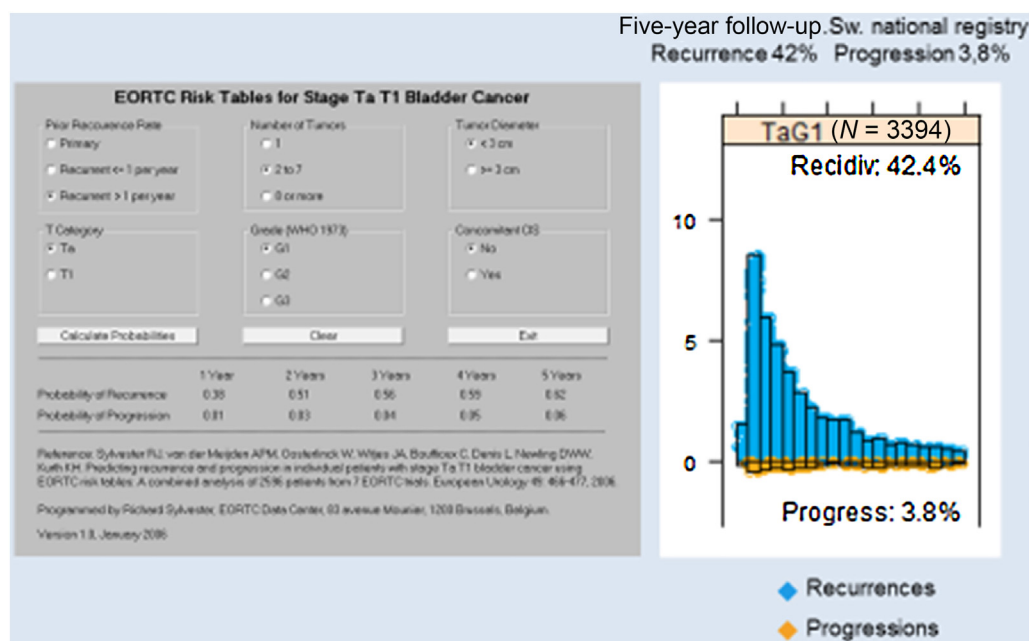 Five-year follow-up.Sw. national registry
Recurrence 42% Progression 3,8%
EORTC Risk Tables for Stage Ta T1 Bladder Cancer
Prior Recurrence Rate
Primary
Recurrent <= 1 per year
Recurrent > 1 per year
Number of Tumors
1
2 to 7
8 or more
Tumor Diameter
< 3 cm
>= 3 cm
T Category
Ta
T1
Grade (WHO 1973)
G1
G2
G3
Concomitant CIS
No
Yes
Calculate Probabilities Clear Exit
1 Year 2 Years 3 Years 4 Years 5 Years
Probability of Recurrence 0.38 0.51 0.56 0.59 0.62
Probability of Progression 0.01 0.03 0.04 0.05 0.06
Reference: Sylvester RJ, van der Meijden APM, Oosterlinck W, Witjes JA, Bouffioux C, Denis L, Newling DWW,
Kurth KH. Predicting recurrence and progression in individual patients with stage Ta T1 bladder cancer using
EORTC risk tables: A combined analysis of 2596 patients from 7 EORTC trials. European Urology 49: 466-477, 2006.
Programmed by Richard Sylvester, EORTC Data Center, 83 avenue Mounier, 1200 Brussels, Belgium.
Version 1.0, January 2006
TaG1 (N = 3394)
Recidiv: 42.4%
10
5
0
Progress: 3.8%
Recurrences
Progressions